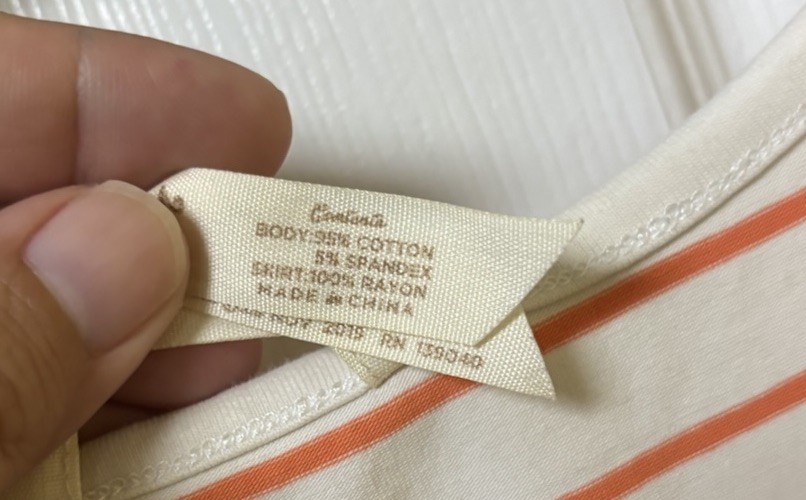 Contents
BODY:95% COTTON
5% SPANDEX
SKIRT:100% RAYON
MADE in CHINA
2019 RN 139040